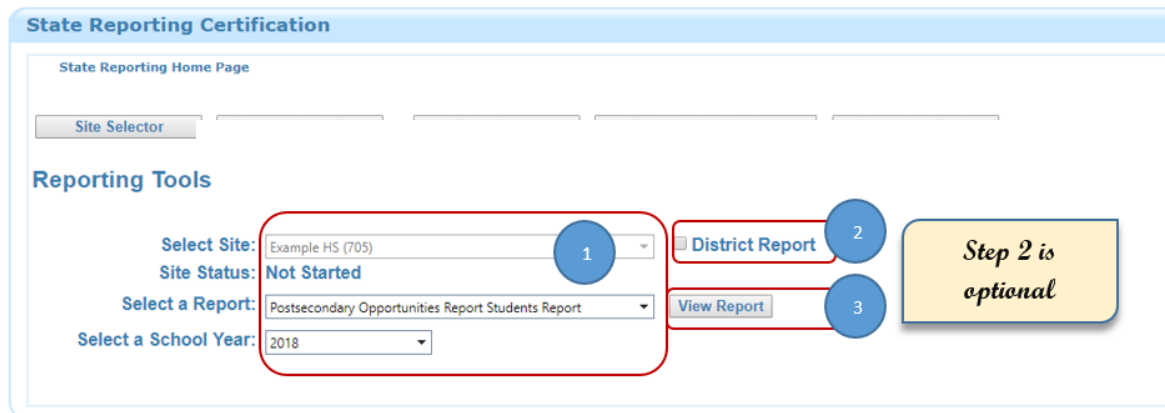 State Reporting Certification
State Reporting Home Page
Site Selector
Reporting Tools
Select Site: Example HS (705) 1 District Report 2
Step 2 is
optional
Site Status: Not Started
Select a Report: Postsecondary Opportunities Report Students Report View Report 3
Select a School Year: 2018